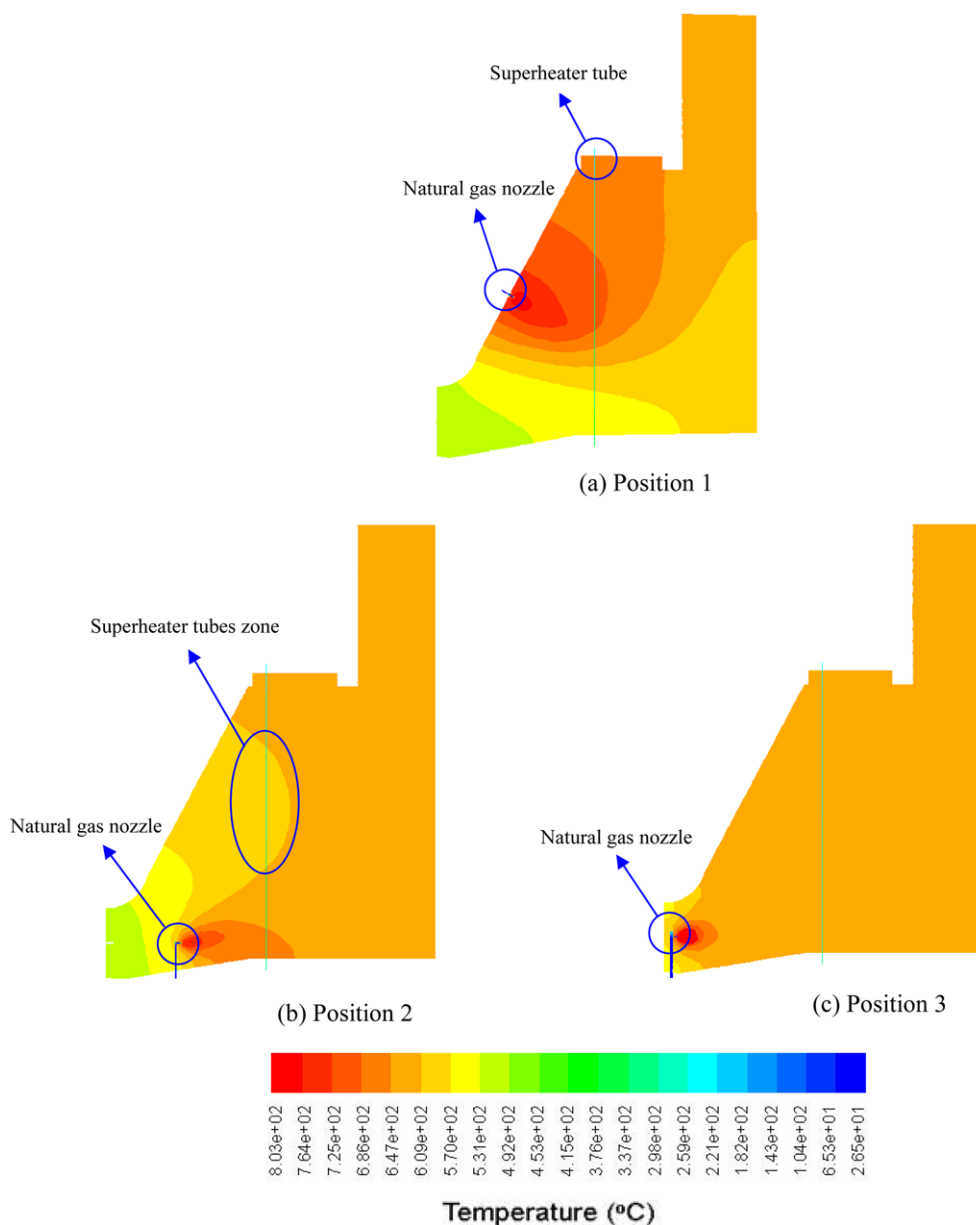 Superheater tube
Natural gas nozzle
(a) Position 1
Superheater tubes zone
Natural gas nozzle
Natural gas nozzle
(b) Position 2
(c) Position 3
8.03e+02
7.64e+02
7.25e+02
6.86e+02
6.47e+02
6.09e+02
5.70e+02
5.31e+02
4.92e+02
4.53e+02
4.15e+02
3.76e+02
3.37e+02
2.98e+02
2.59e+02
2.21e+02
1.82e+02
1.43e+02
1.04e+02
6.53e+01
2.65e+01
Temperature (ºC)